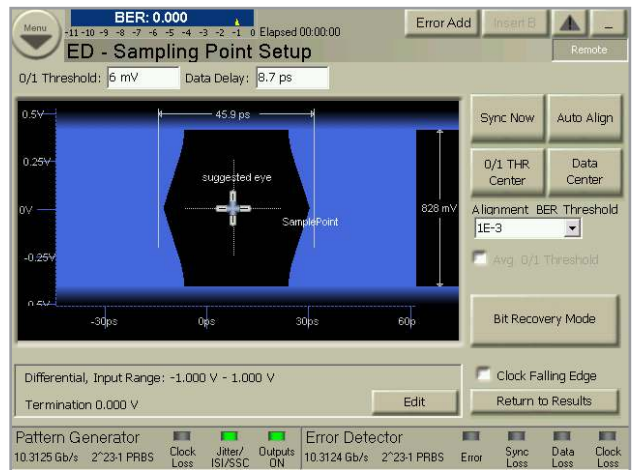 Menu
BER: 0.000
-11 -10 -9 -8 -7 -6 -5 -4 -3 -2 -1 0 Elapsed 00:00:00
Error Add
Insert B
_
ED - Sampling Point Setup
Remote
0/1 Threshold: 6 mV
Data Delay: 8.7 ps
0.5V
45.9 ps
0.25V
suggested eye
0V
828 mV
SamplePoint
-0.25V
-0.5V
-30ps
0ps
30ps
60p
Sync Now
Auto Align
0/1 THR Center
Data Center
Alignment BER Threshold
1E-3
Avg. 0/1 Threshold
Bit Recovery Mode
Clock Falling Edge
Return to Results
Differential, Input Range: -1.000 V - 1.000 V
Termination 0.000 V
Edit
Pattern Generator
10.3125 Gb/s 2^23-1 PRBS
Clock Loss
Jitter/ ISI/SSC
Outputs ON
Error Detector
10.3124 Gb/s 2^23-1 PRBS
Error
Sync Loss
Data Loss
Clock Loss